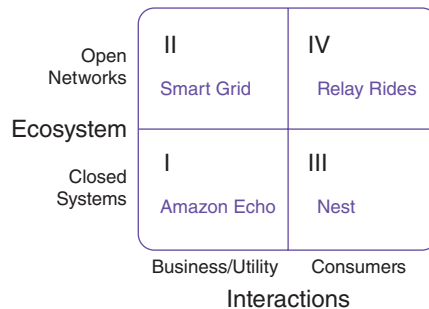 II
IV
Open
Networks
Smart Grid
Relay Rides
Ecosystem
I
III
Closed
Systems
Amazon Echo
Nest
Business/Utility
Consumers
Interactions